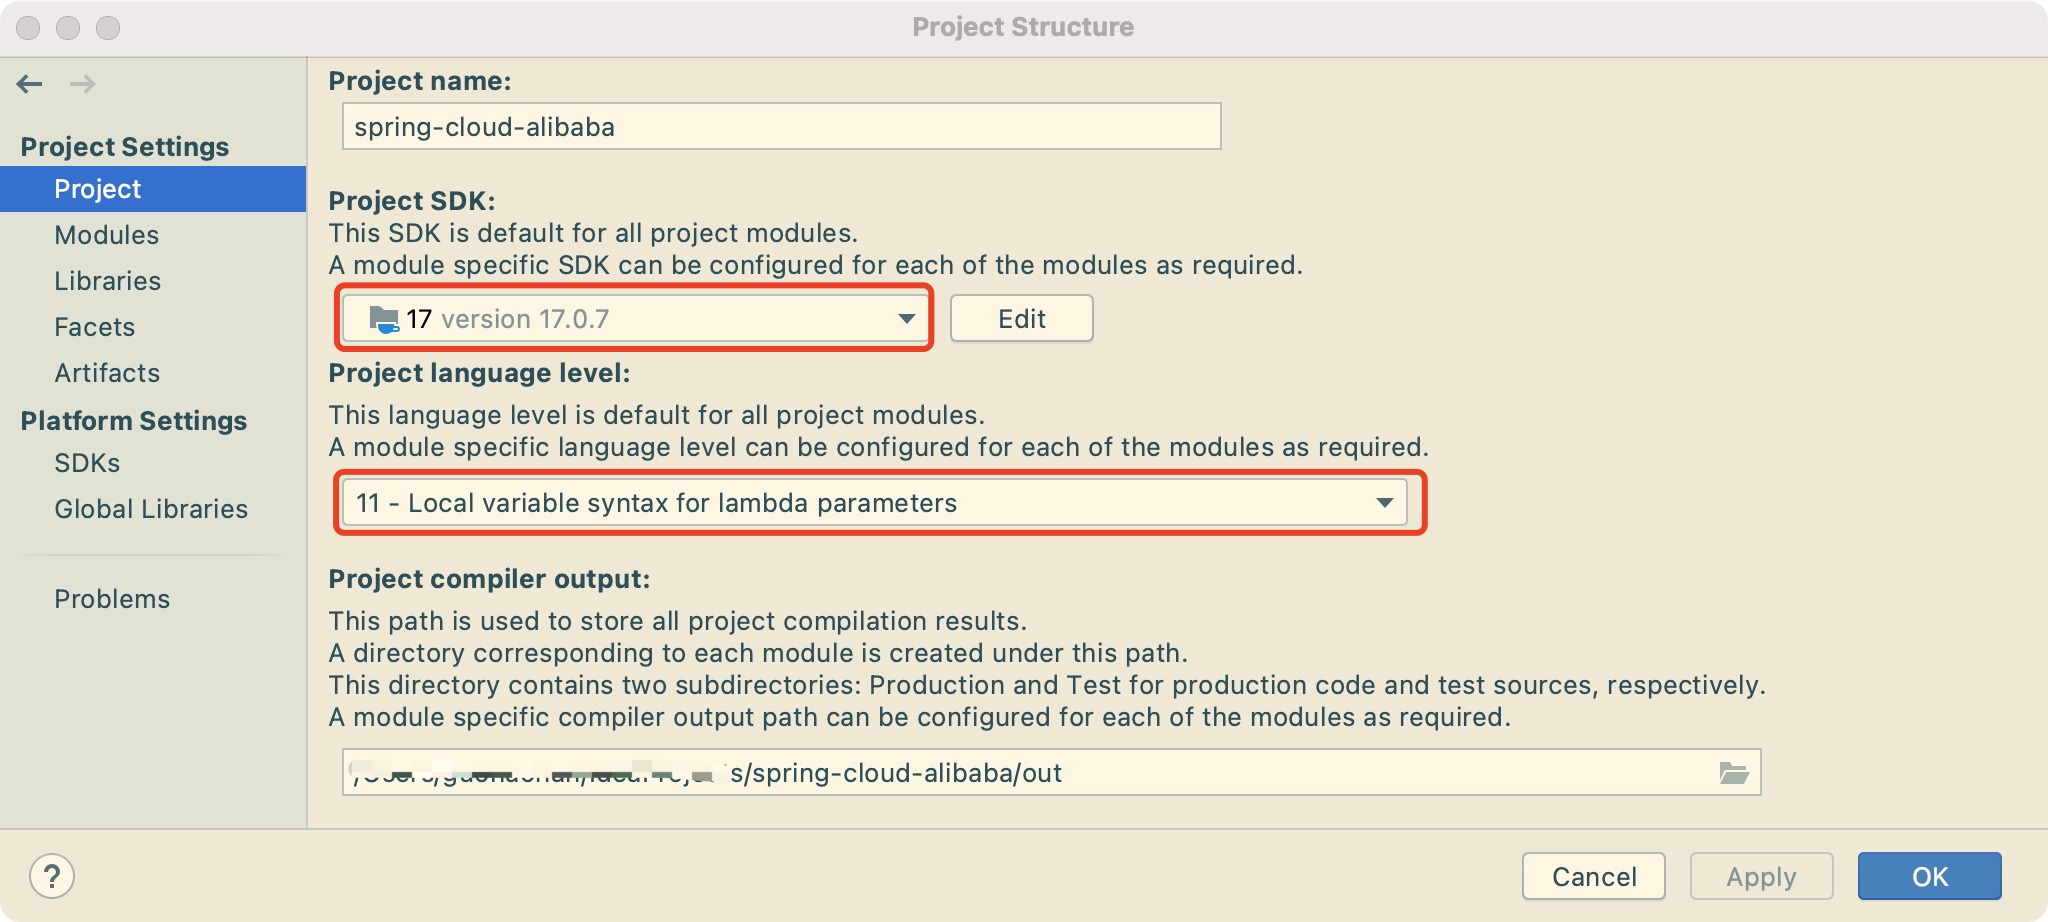 Project Structure
Project Settings
Project
Modules
Libraries
Facets
Artifacts
Platform Settings
SDKs
Global Libraries
Problems
Project name:
spring-cloud-alibaba
Project SDK:
This SDK is default for all project modules.
A module specific SDK can be configured for each of the modules as required.
17 version 17.0.7
Edit
Project language level:
This language level is default for all project modules.
A module specific language level can be configured for each of the modules as required.
11 - Local variable syntax for lambda parameters
Project compiler output:
This path is used to store all project compilation results.
A directory corresponding to each module is created under this path.
This directory contains two subdirectories: Production and Test for production code and test sources, respectively.
A module specific compiler output path can be configured for each of the modules as required.
s/spring-cloud-alibaba/out
?
Cancel
Apply
OK